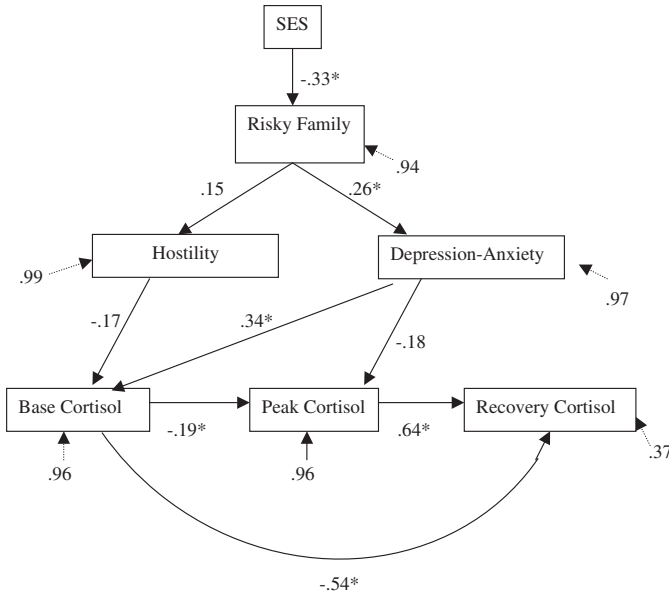 SES
-.33*
Risky Family
.94
.15
.26*
Hostility
Depression-Anxiety
.99
.97
-.17
.34*
-.18
Base Cortisol
Peak Cortisol
Recovery Cortisol
-.19*
.64*
.96
.96
.37
-.54*